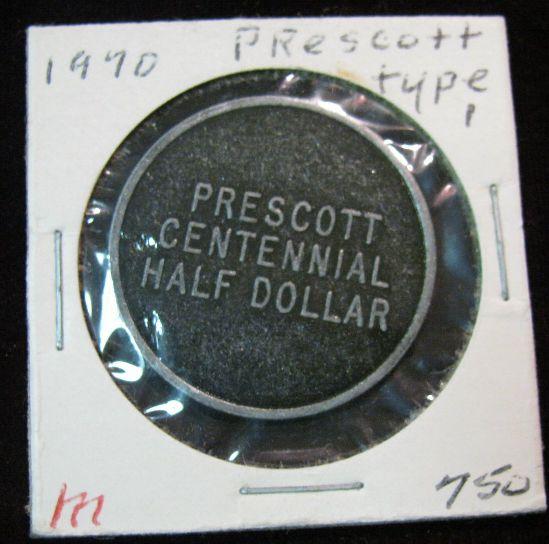 1970 PRescott
type 1
PRESCOTT
CENTENNIAL
HALF DOLLAR
m 750